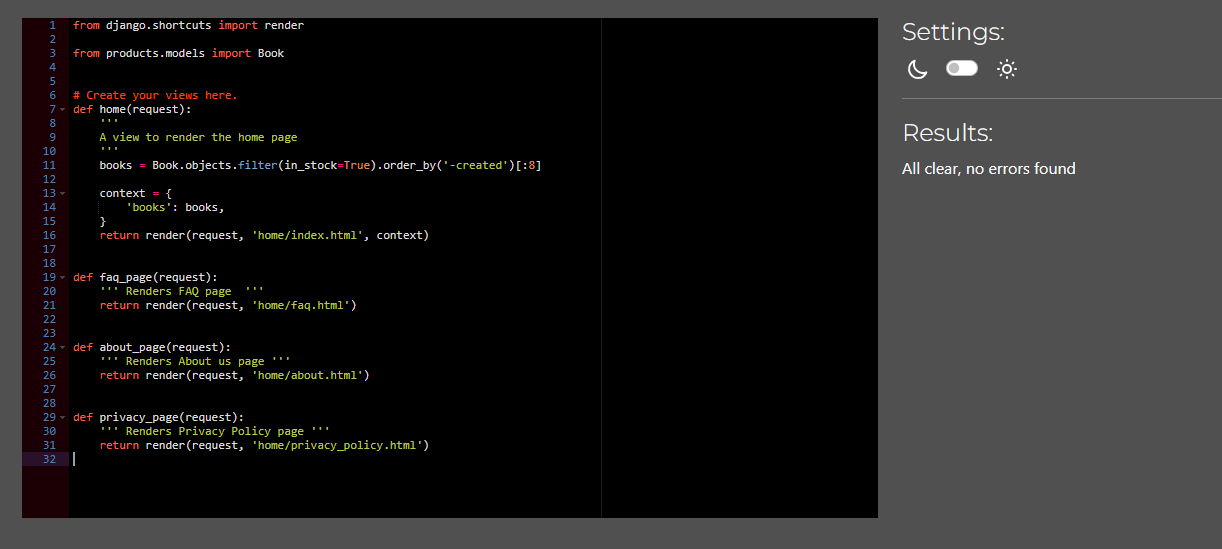 1 from django.shortcuts import render
2
3 from products.models import Book
4
5
6 # Create your views here.
7 def home(request):
8     '''
9     A view to render the home page
10     '''
11     books = Book.objects.filter(in_stock=True).order_by('-created')[:8]
12
13     context = {
14         'books': books,
15     }
16     return render(request, 'home/index.html', context)
17
18
19 def faq_page(request):
20     ''' Renders FAQ page  '''
21     return render(request, 'home/faq.html')
22
23
24 def about_page(request):
25     ''' Renders About us page '''
26     return render(request, 'home/about.html')
27
28
29 def privacy_page(request):
30     ''' Renders Privacy Policy page '''
31     return render(request, 'home/privacy_policy.html')
32
Settings:
Results:
All clear, no errors found